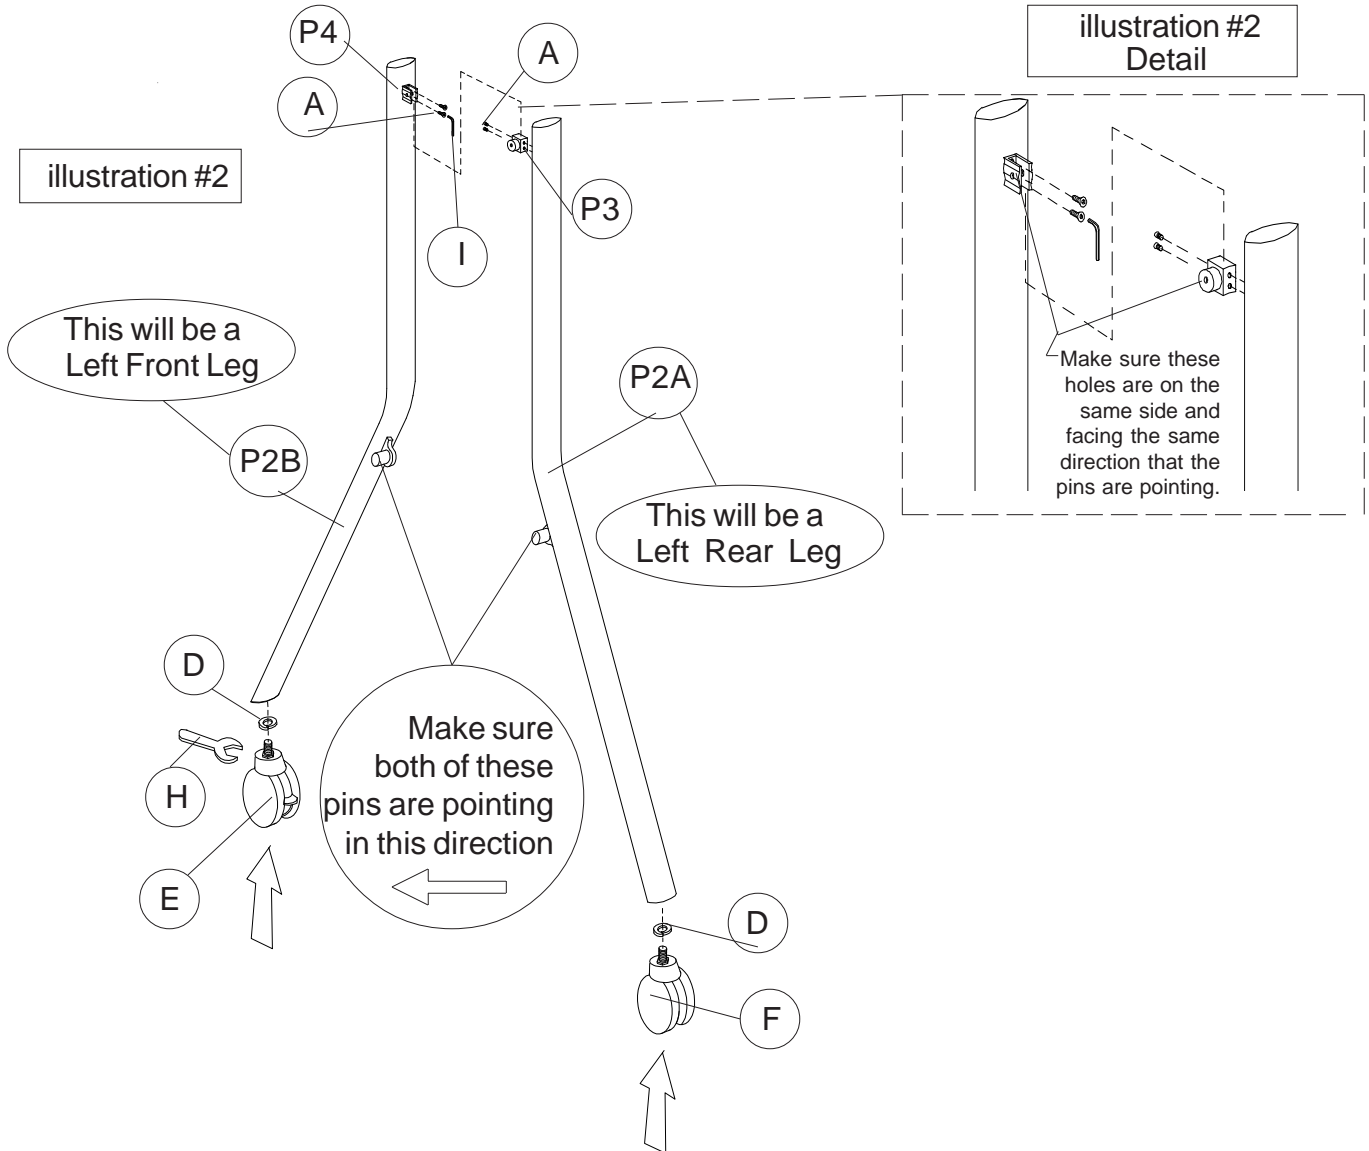 P4
A
A
illustration #2
Detail
illustration #2
P3
I
This will be a
Left Front Leg
P2A
P2B
Make sure these
holes are on the
same side and
facing the same
direction that the
pins are pointing.
This will be a
Left Rear Leg
D
H
E
Make sure
both of these
pins are pointing
in this direction
D
F